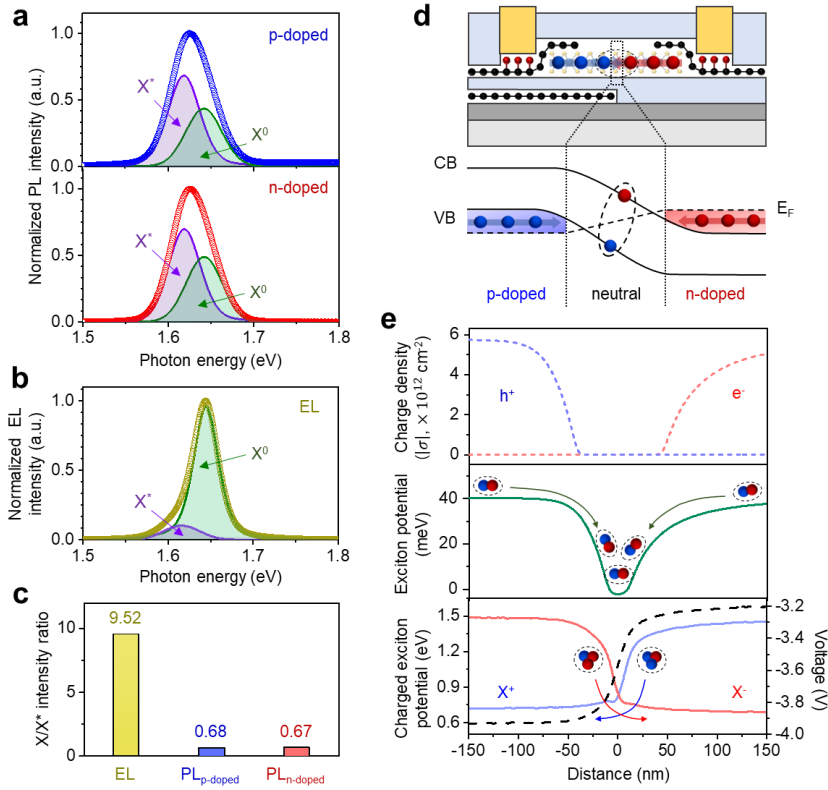 a
p-doped
X*
X⁰
n-doped
X*
X⁰
Normalized PL intensity (a.u.)
1.0
0.5
0.0
1.0
0.5
0.0
1.5 1.6 1.7 1.8
Photon energy (eV)
b
EL
X⁰
X*
Normalized EL
intensity (a.u.)
1.0
0.5
0.0
1.5 1.6 1.7 1.8
Photon energy (eV)
c
X/X* intensity ratio
10
5
0
9.52
0.68
0.67
EL PLp-doped PLn-doped
d
CB
VB
EF
p-doped neutral n-doped
e
Charge density
(|σ|, × 10¹² cm⁻²)
6
4
2
0
h⁺
e⁻
Exciton potential
(meV)
40
20
0
Charged exciton
potential (eV)
1.5
1.2
0.9
0.6
X⁺
X⁻
-3.2
-3.4
-3.6
-3.8
-4.0
Voltage (V)
-150 -100 -50 0 50 100 150
Distance (nm)